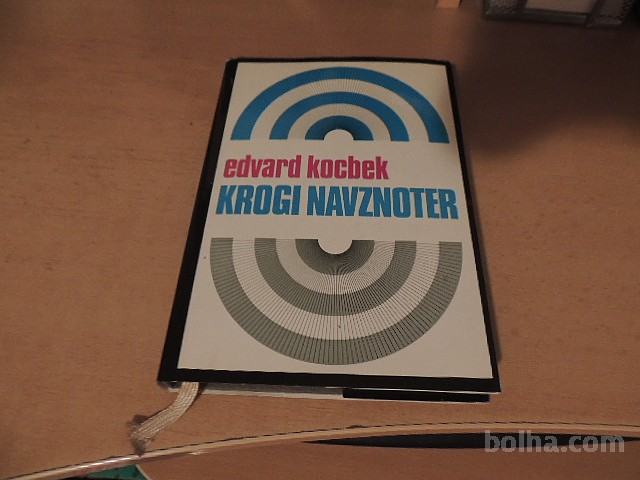 edvard kocbek
KROGI NAVZNOTER
bolha.com